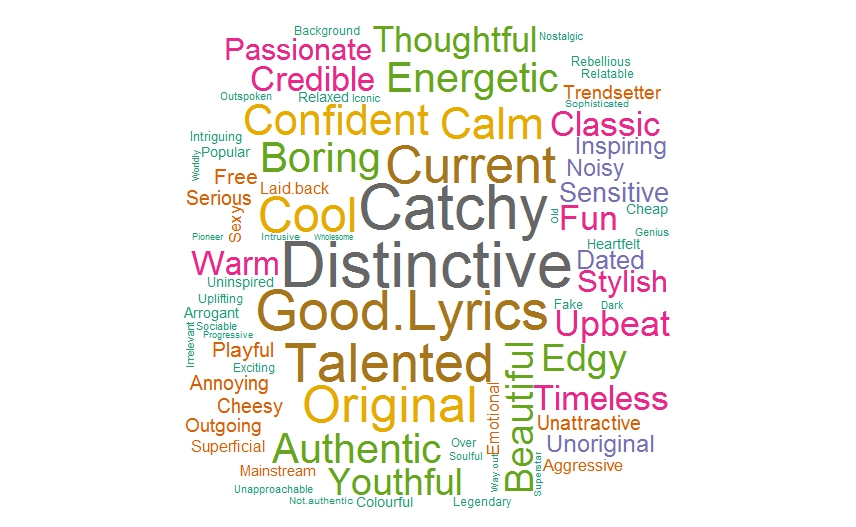 Background
Thoughtful
Nostalgic
Passionate
Rebellious
Credible
Energetic
Relatable
Outspoken
Relaxed
Iconic
Trendsetter
Sophisticated
Confident
Calm
Classic
Intriguing
Inspiring
Worldly
Popular
Boring
Current
Noisy
Free
Laid.back
Sensitive
Serious
Sexy
Cool
Catchy
Old
Fun
Cheap
Pioneer
Intrusive
Wholesome
Genius
Heartfelt
Warm
Distinctive
Dated
Uninspired
Stylish
Uplifting
Good.Lyrics
Fake
Dark
Arrogant
Sociable
Progressive
Upbeat
Irrelevant
Playful
Talented
Beautiful
Edgy
Exciting
Annoying
Emotional
Timeless
Cheesy
Original
Outgoing
Unattractive
Superficial
Authentic
Over
Soulful
Unoriginal
Mainstream
Youthful
Way.out
Superstar
Aggressive
Unapproachable
Not.authentic
Colourful
Legendary